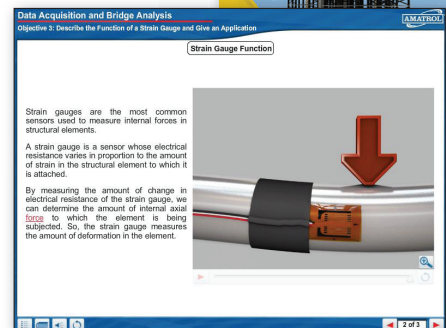 Data Acquisition and Bridge Analysis
Objective 3: Describe the Function of a Strain Gauge and Give an Application
AMATROL
Strain Gauge Function
Strain gauges are the most common
sensors used to measure internal forces in
structural elements.
A strain gauge is a sensor whose electrical
resistance varies in proportion to the amount
of strain in the structural element to which it
is attached.
By measuring the amount of change in
electrical resistance of the strain gauge, we
can determine the amount of internal axial
force to which the element is being
subjected. So, the strain gauge measures
the amount of deformation in the element.
2 of 3